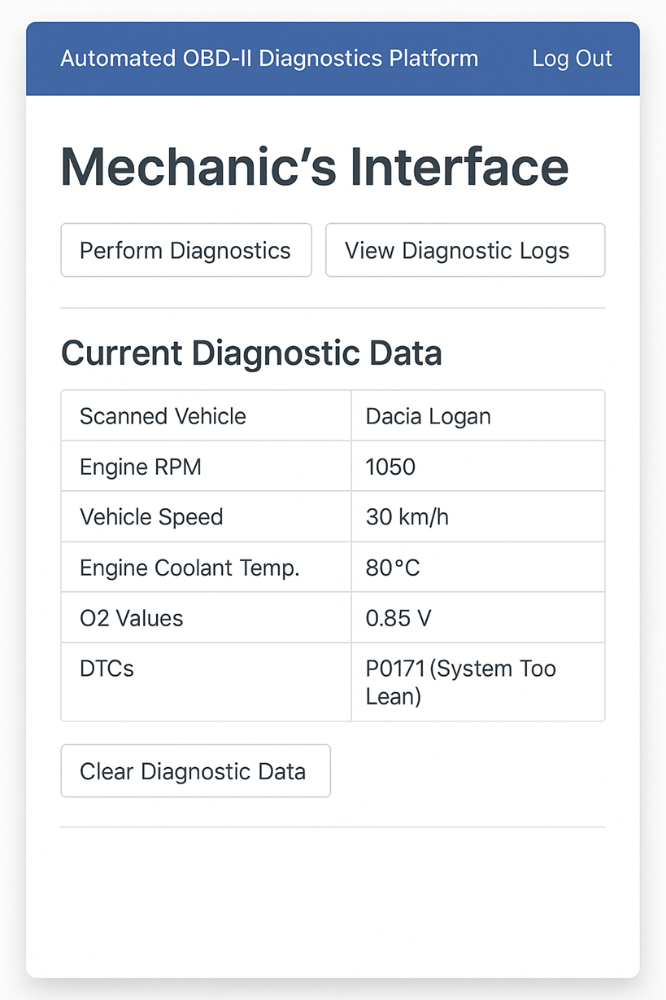 Automated OBD-II Diagnostics Platform Log Out
Mechanic’s Interface
Perform Diagnostics View Diagnostic Logs
Current Diagnostic Data
Scanned Vehicle Dacia Logan
Engine RPM 1050
Vehicle Speed 30 km/h
Engine Coolant Temp. 80°C
O2 Values 0.85 V
DTCs P0171 (System Too
Lean)
Clear Diagnostic Data